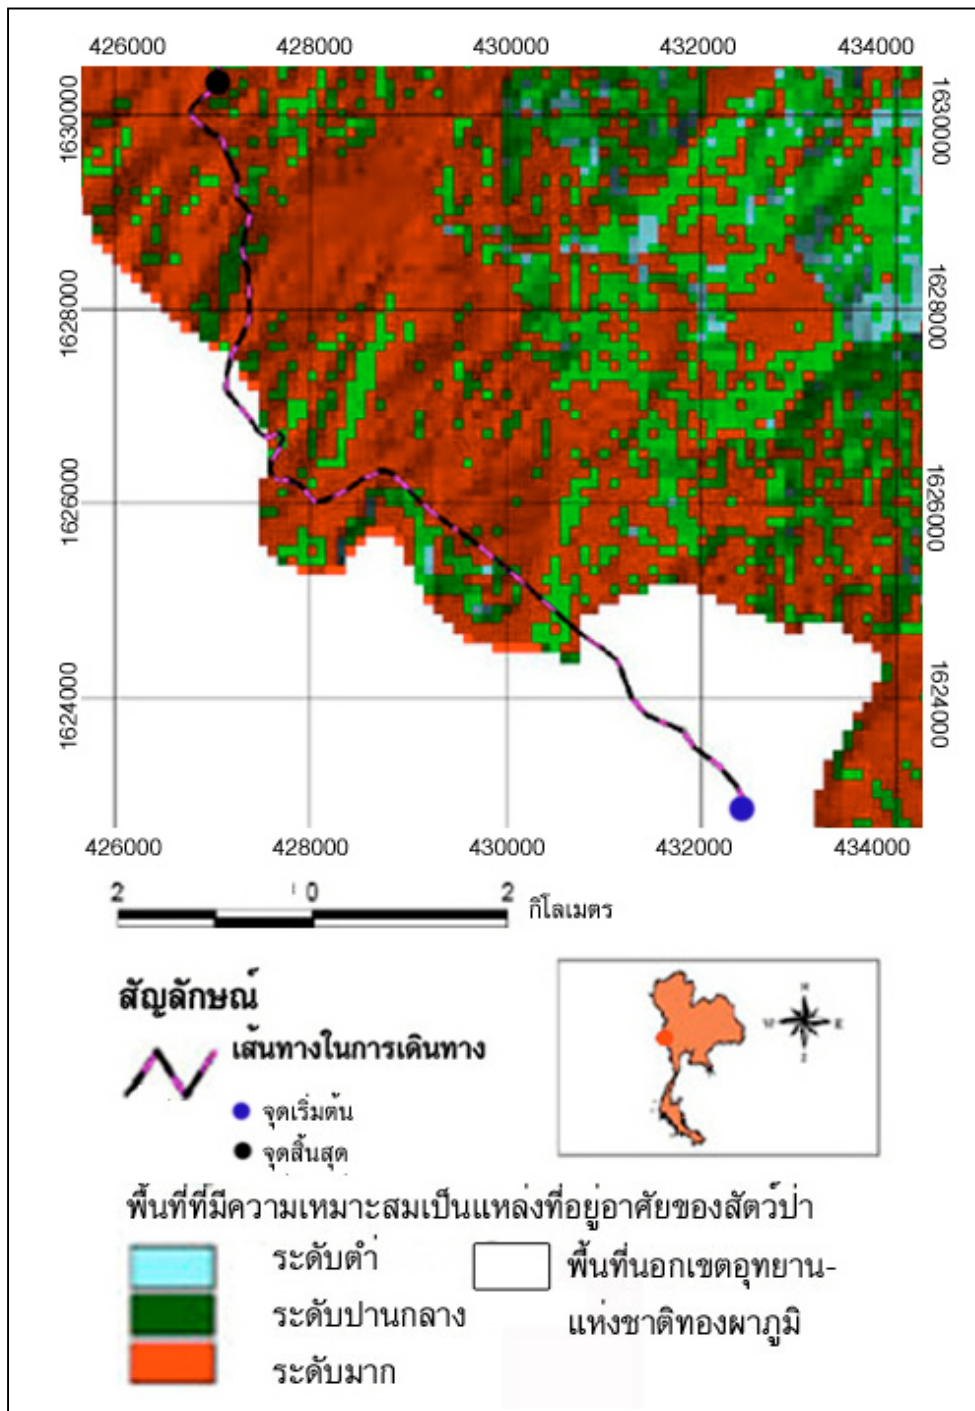 426000 428000 430000 432000 434000
1630000 1630000
1628000 1628000
1626000 1626000
1624000 1624000
426000 428000 430000 432000 434000
2 0 2 กิโลเมตร
สัญลักษณ์
เส้นทางในการเดินทาง
จุดเริ่มต้น
จุดสิ้นสุด
W E
พื้นที่ที่มีความเหมาะสมเป็นแหล่งที่อยู่อาศัยของสัตว์ป่า
ระดับต่ำ
ระดับปานกลาง
ระดับมาก
พื้นที่นอกเขตอุทยาน-
แห่งชาติทองผาภูมิ